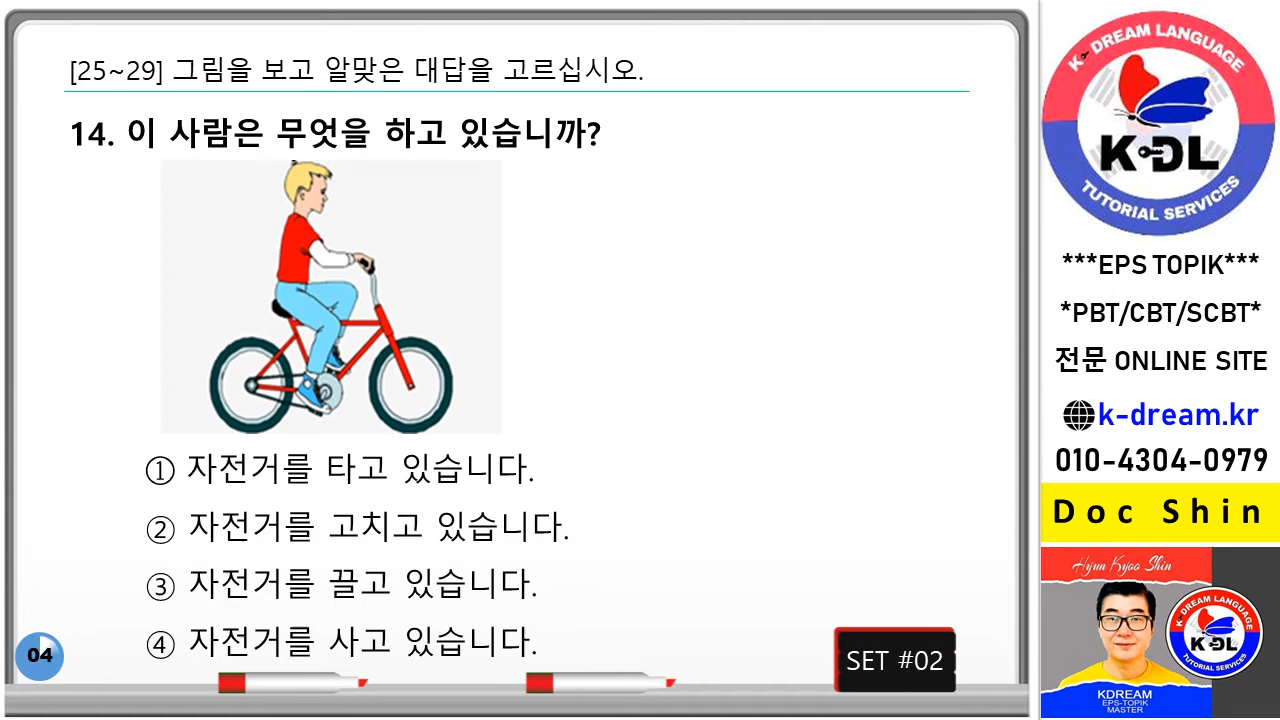 [25~29] 그림을 보고 알맞은 대답을 고르십시오.
14. 이 사람은 무엇을 하고 있습니까?
① 자전거를 타고 있습니다.
② 자전거를 고치고 있습니다.
③ 자전거를 끌고 있습니다.
④ 자전거를 사고 있습니다.
04
SET #02
K-DREAM LANGUAGE
K-DL
TUTORIAL SERVICES
***EPS TOPIK***
*PBT/CBT/SCBT*
전문 ONLINE SITE
k-dream.kr
010-4304-0979
Doc Shin
Hyun Kyoo Shin
K-DREAM LANGUAGE
K-DL
TUTORIAL SERVICES
KDREAM
EPS-TOPIK
MASTER